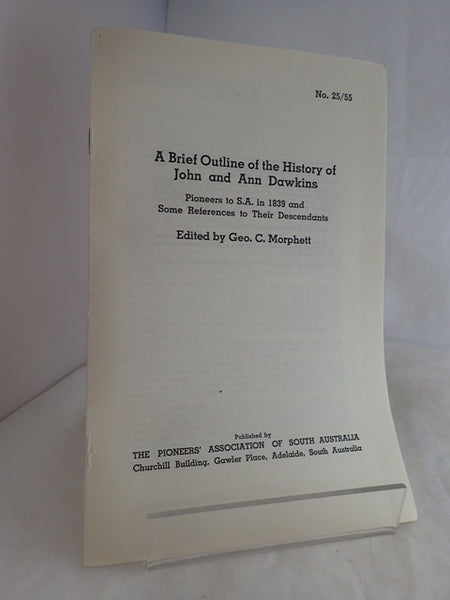 No. 25/55
A Brief Outline of the History of
John and Ann Dawkins
Pioneers to S.A. in 1839 and
Some References to Their Descendants
Edited by Geo. C. Morphett
Published by
THE PIONEERS' ASSOCIATION OF SOUTH AUSTRALIA
Churchill Building, Gawler Place, Adelaide, South Australia